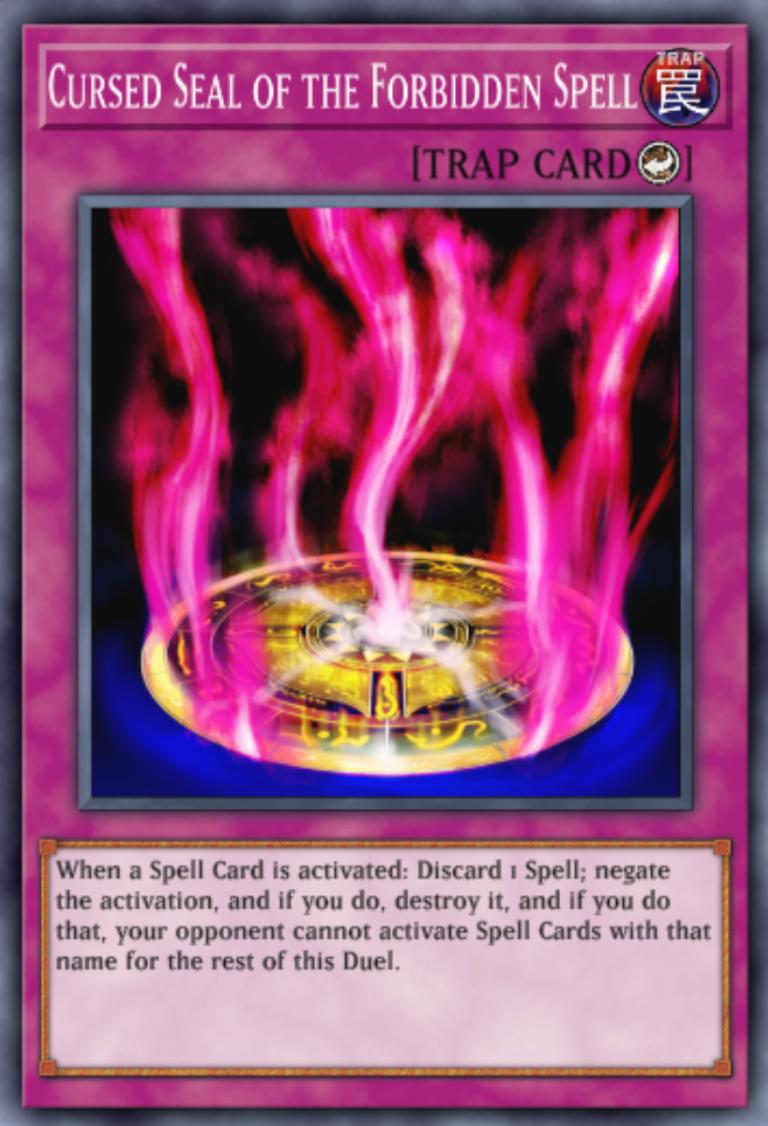 CURSED SEAL OF THE FORBIDDEN SPELL
TRAP
罠
[TRAP CARD]
When a Spell Card is activated: Discard 1 Spell; negate
the activation, and if you do, destroy it, and if you do
that, your opponent cannot activate Spell Cards with that
name for the rest of this Duel.